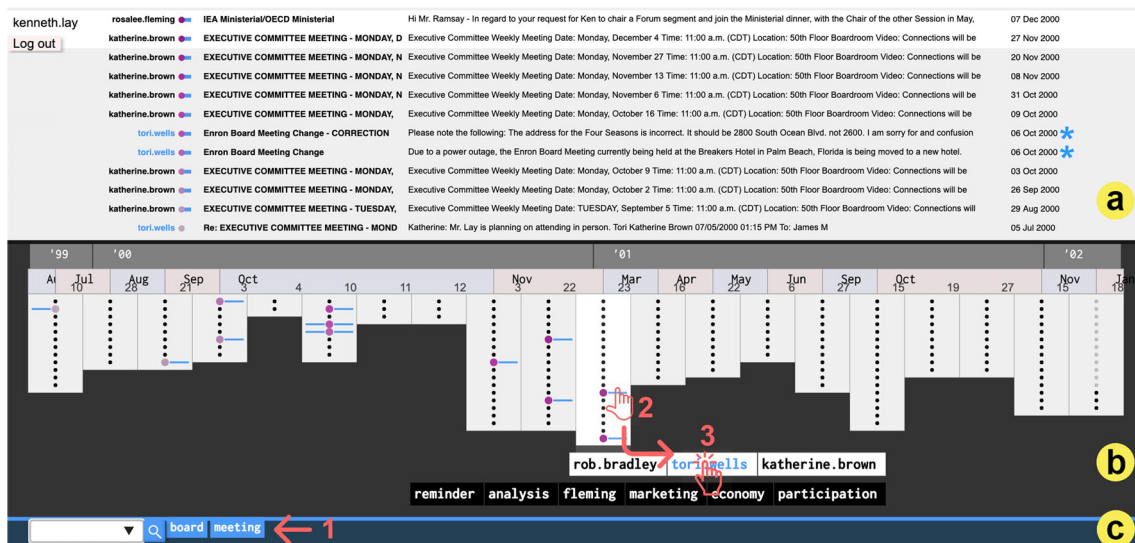 kenneth.lay
Log out
rosalee.fleming IEA Ministerial/OECD Ministerial Hi Mr. Ramsay - In regard to your request for Ken to chair a Forum segment and join the Ministerial dinner, with the Chair of the other Session in May, 07 Dec 2000
katherine.brown EXECUTIVE COMMITTEE MEETING - MONDAY, D Executive Committee Weekly Meeting Date: Monday, December 4 Time: 11:00 a.m. (CDT) Location: 50th Floor Boardroom Video: Connections will be 27 Nov 2000
katherine.brown EXECUTIVE COMMITTEE MEETING - MONDAY, N Executive Committee Weekly Meeting Date: Monday, November 27 Time: 11:00 a.m. (CDT) Location: 50th Floor Boardroom Video: Connections will be 20 Nov 2000
katherine.brown EXECUTIVE COMMITTEE MEETING - MONDAY, N Executive Committee Weekly Meeting Date: Monday, November 13 Time: 11:00 a.m. (CDT) Location: 50th Floor Boardroom Video: Connections will be 08 Nov 2000
katherine.brown EXECUTIVE COMMITTEE MEETING - MONDAY, N Executive Committee Weekly Meeting Date: Monday, November 6 Time: 11:00 a.m. (CDT) Location: 50th Floor Boardroom Video: Connections will be 31 Oct 2000
katherine.brown EXECUTIVE COMMITTEE MEETING - MONDAY, Executive Committee Weekly Meeting Date: Monday, October 16 Time: 11:00 a.m. (CDT) Location: 50th Floor Boardroom Video: Connections will be 09 Oct 2000
tori.wells Enron Board Meeting Change - CORRECTION Please note the following: The address for the Four Seasons is incorrect. It should be 2800 South Ocean Blvd. not 2600. I am sorry for and confusion 06 Oct 2000 *
tori.wells Enron Board Meeting Change Due to a power outage, the Enron Board Meeting currently being held at the Breakers Hotel in Palm Beach, Florida is being moved to a new hotel. 06 Oct 2000 *
katherine.brown EXECUTIVE COMMITTEE MEETING - MONDAY, Executive Committee Weekly Meeting Date: Monday, October 9 Time: 11:00 a.m. (CDT) Location: 50th Floor Boardroom Video: Connections will be 03 Oct 2000
katherine.brown EXECUTIVE COMMITTEE MEETING - MONDAY, Executive Committee Weekly Meeting Date: Monday, October 2 Time: 11:00 a.m. (CDT) Location: 50th Floor Boardroom Video: Connections will be 26 Sep 2000
katherine.brown EXECUTIVE COMMITTEE MEETING - TUESDAY, Executive Committee Weekly Meeting Date: TUESDAY, September 5 Time: 11:00 a.m. (CDT) Location: 50th Floor Boardroom Video: Connections will 29 Aug 2000
tori.wells Re: EXECUTIVE COMMITTEE MEETING - MOND Katherine: Mr. Lay is planning on attending in person. Tori Katherine Brown 07/05/2000 01:15 PM To: James M 05 Jul 2000
a
'99 '00 '01 '02
Jul Aug Sep Oct Nov Mar Apr May Jun Sep Oct Nov Jan
10 28 21 3 4 10 11 12 3 22 23 16 22 6 27 15 19 27 15 18
2
3
rob.bradley tori.wells katherine.brown
b
reminder analysis fleming marketing economy participation
board meeting 1
c